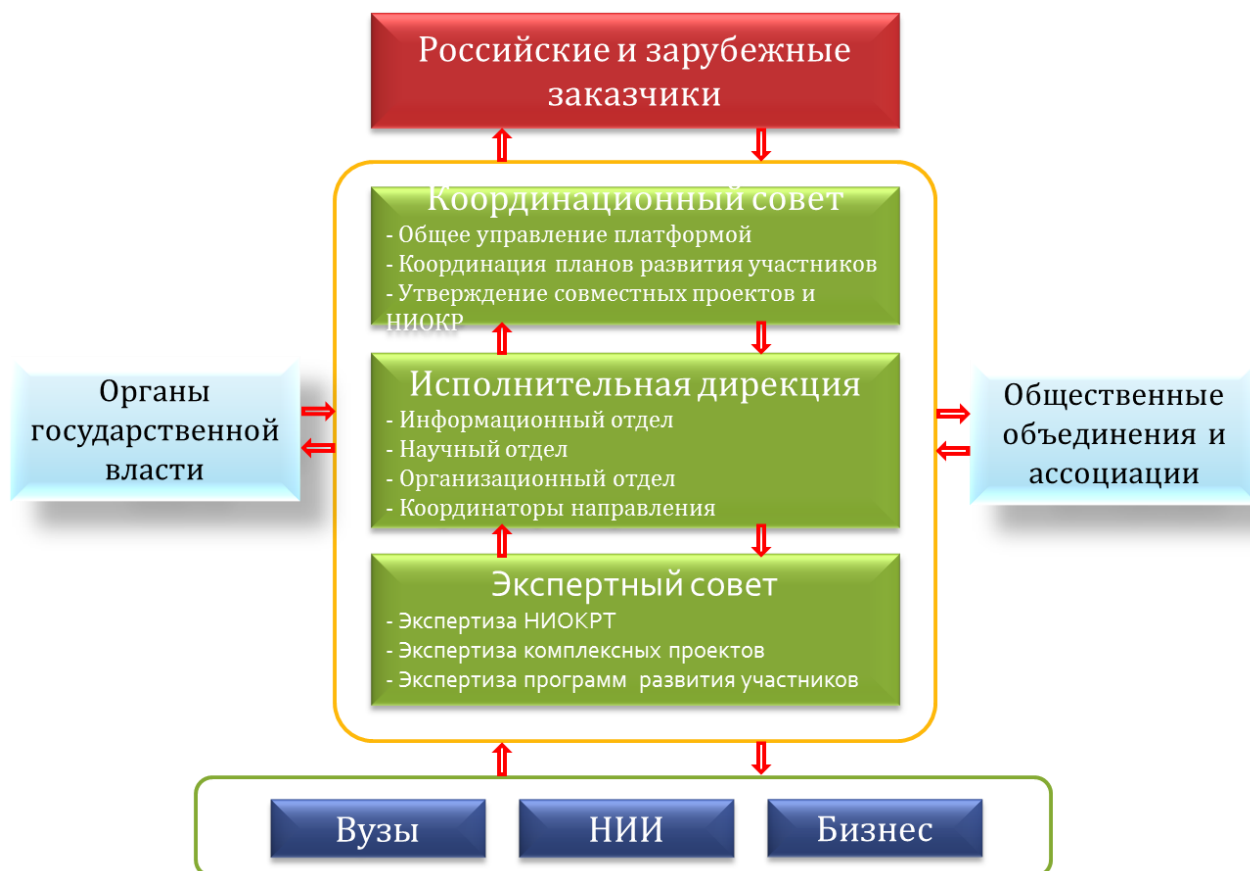 Российские и зарубежные
заказчики
Координационный совет
- Общее управление платформой
- Координация планов развития участников
- Утверждение совместных проектов и
НИОКР
Органы
государственной
власти
Исполнительная дирекция
- Информационный отдел
- Научный отдел
- Организационный отдел
- Координаторы направления
Общественные
объединения и
ассоциации
Экспертный совет
- Экспертиза НИОКРТ
- Экспертиза комплексных проектов
- Экспертиза программ развития участников
Вузы
НИИ
Бизнес